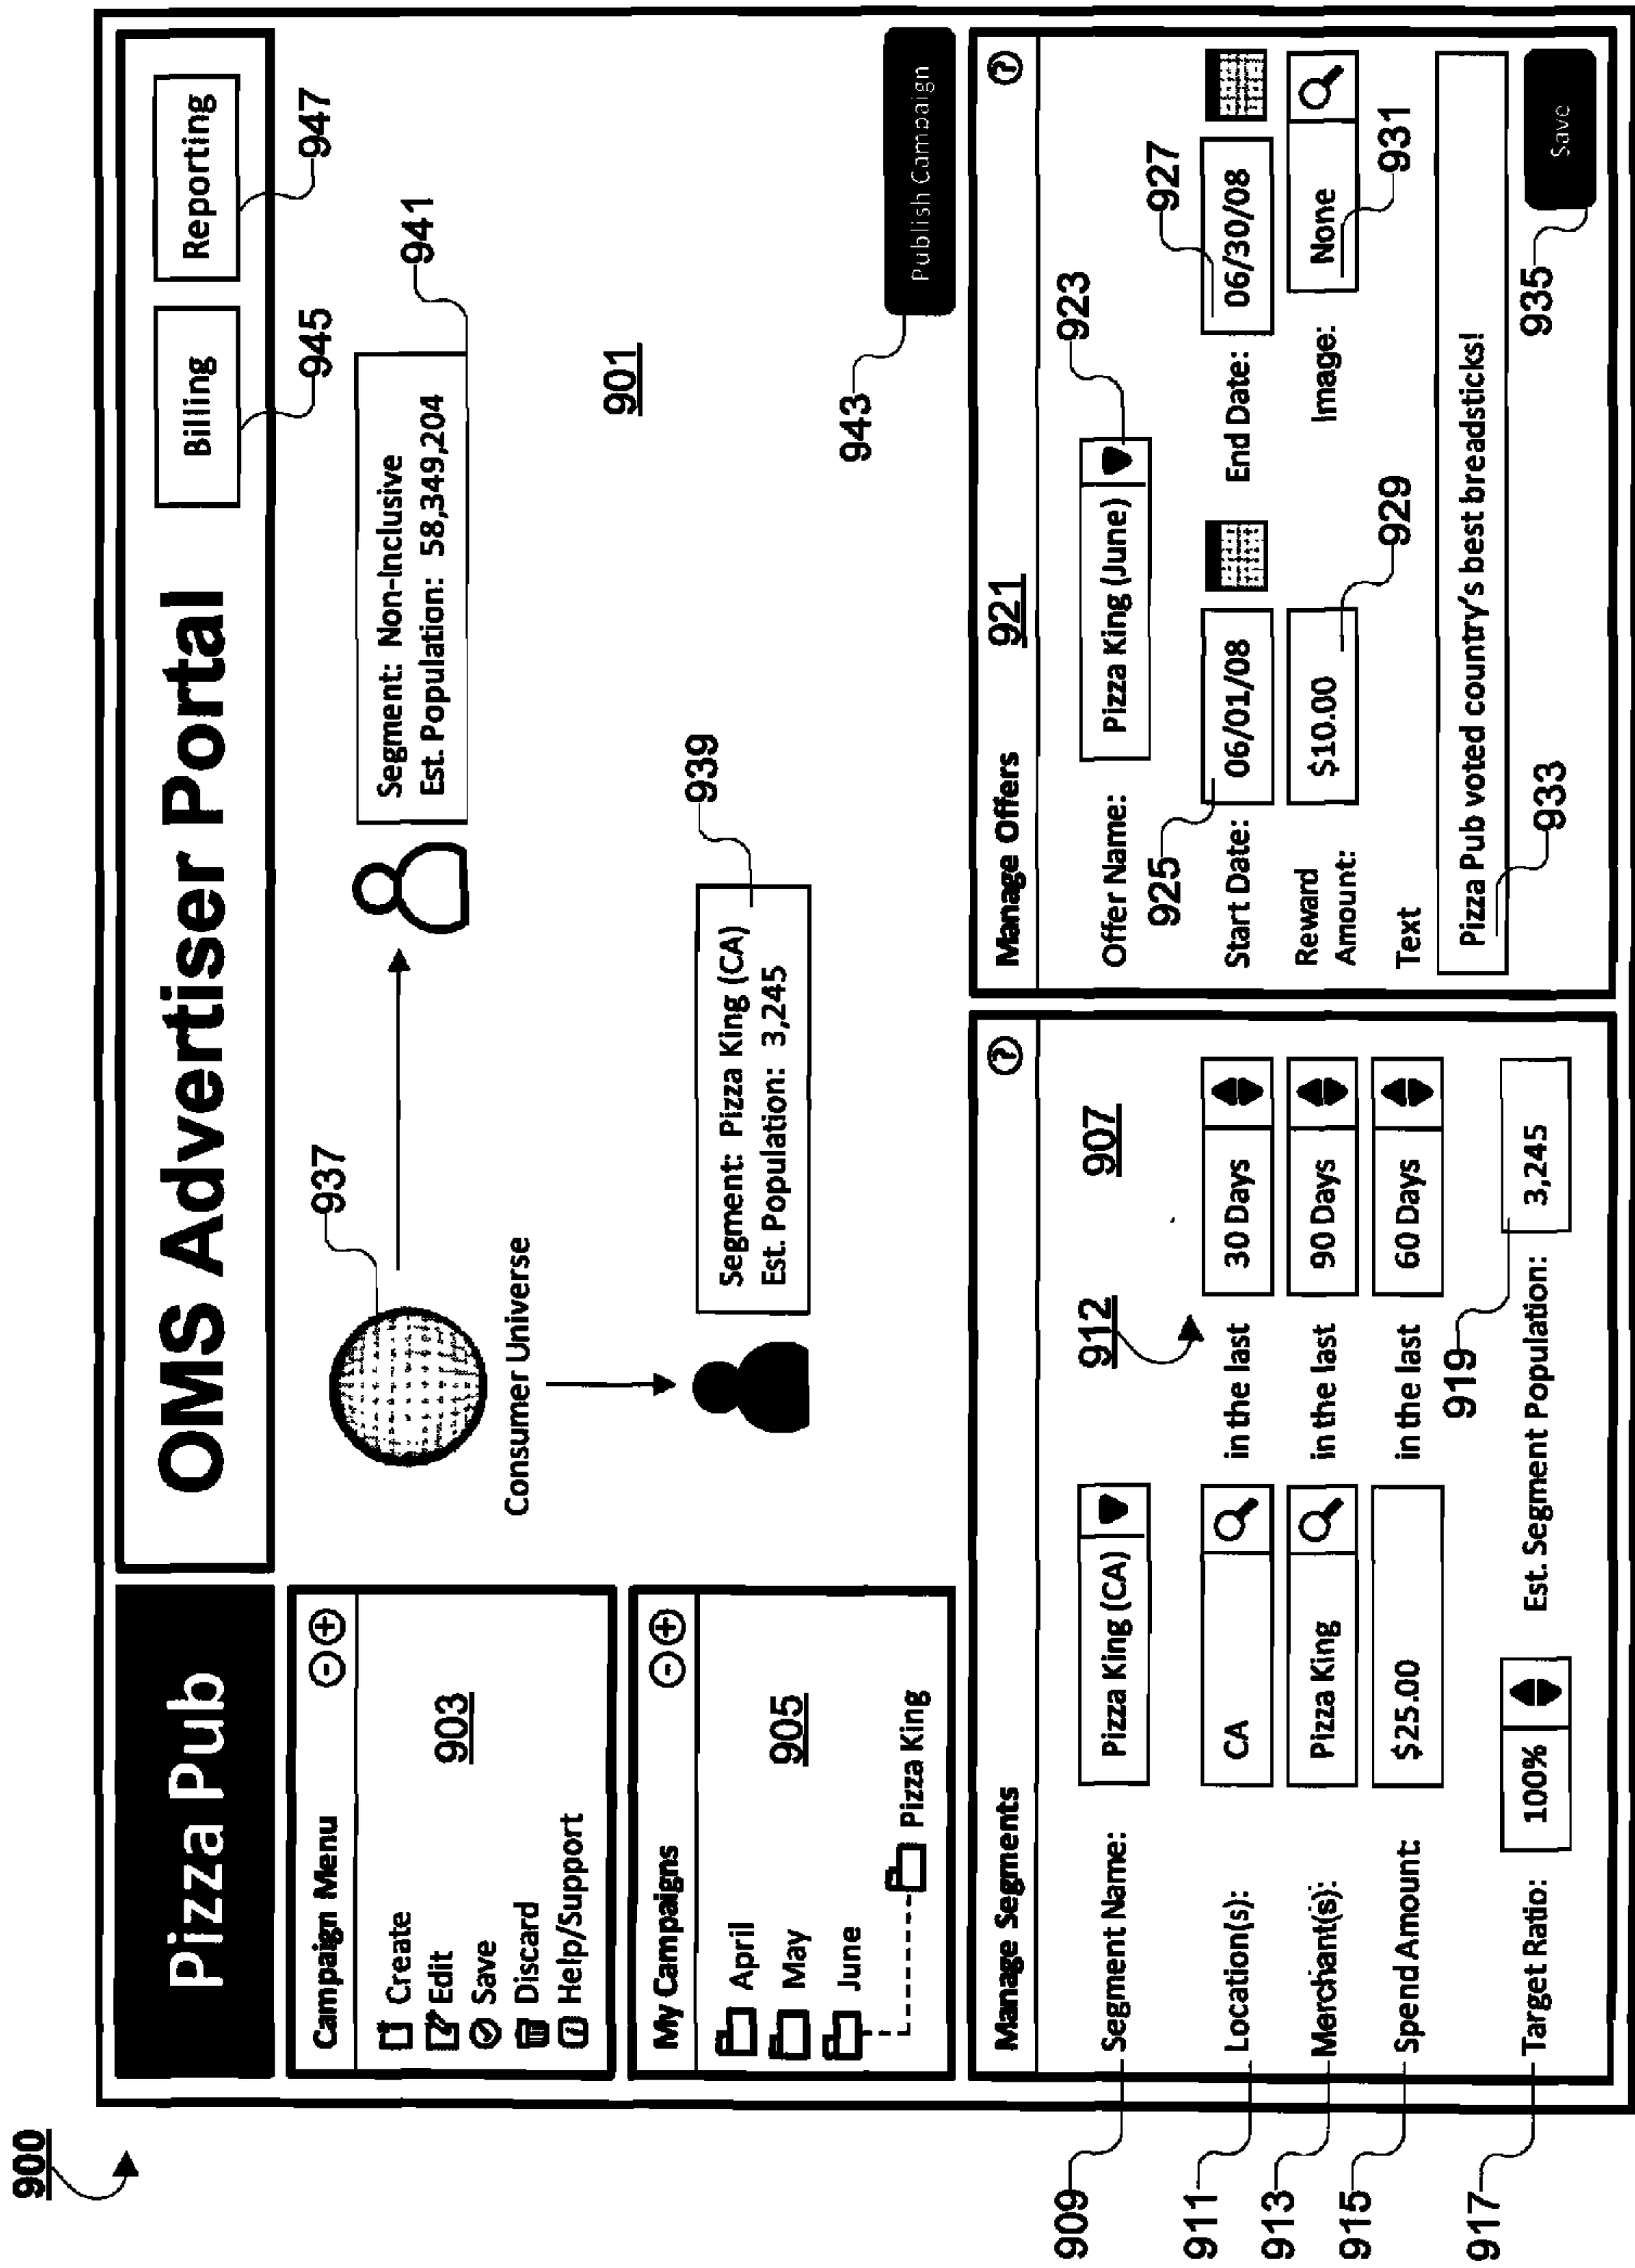 900
Pizza Pub
OMS Advertiser Portal
Billing
945
Reporting
947
Campaign Menu
Create
Edit
Save
Discard
Help/Support
903
My Campaigns
April
May
June
Pizza King
905
937
Consumer Universe
Segment: Non-Inclusive
Est. Population: 58,349,204
941
Segment: Pizza King (CA)
Est. Population: 3,245
939
901
943
Publish Campaign
Manage Segments
?
907
909
Segment Name: Pizza King (CA)
912
911
Location(s): CA in the last 30 Days
913
Merchant(s): Pizza King in the last 90 Days
915
Spend Amount: $25.00 in the last 60 Days
919
917
Target Ratio: 100% Est. Segment Population: 3,245
Manage Offers
921
?
Offer Name: Pizza King (June)
923
925
927
Start Date: 06/01/08 End Date: 06/30/08
Reward
Amount: $10.00 Image: None
929
931
Text
Pizza Pub voted country's best breadsticks!
933
935
Save